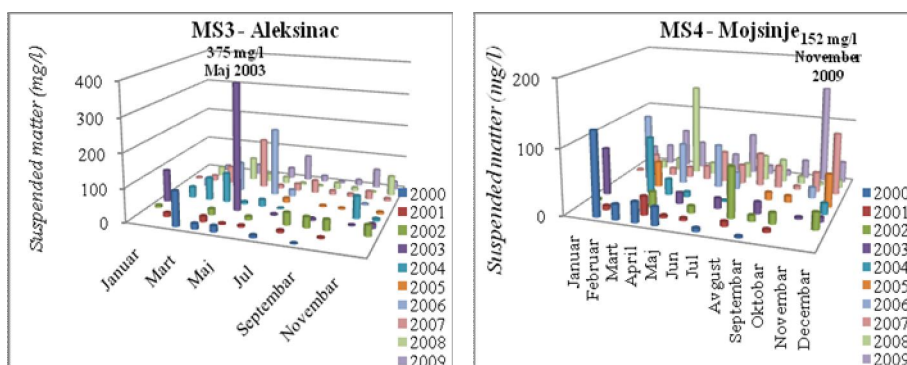 MS3 - Aleksinac
375 mg/l
Maj 2003
Suspended matter (mg/l)
400
300
200
100
0
Januar
Mart
Maj
Jul
Septembar
Novembar
2000
2001
2002
2003
2004
2005
2006
2007
2008
2009
MS4 - Mojsinje
152 mg/l
November
2009
Suspended matter (mg/l)
200
100
0
Januar
Februar
Mart
April
Maj
Jun
Jul
Avgust
Septembar
Oktobar
Novembar
Decembar
2000
2001
2002
2003
2004
2005
2006
2007
2008
2009